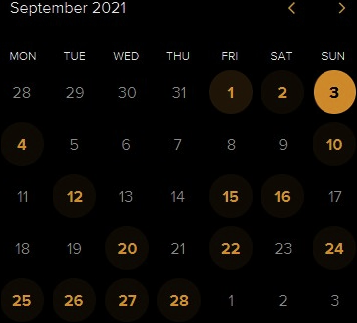 September 2021 < >
MON TUE WED THU FRI SAT SUN
28 29 30 31 1 2 3
4 5 6 7 8 9 10
11 12 13 14 15 16 17
18 19 20 21 22 23 24
25 26 27 28 1 2 3